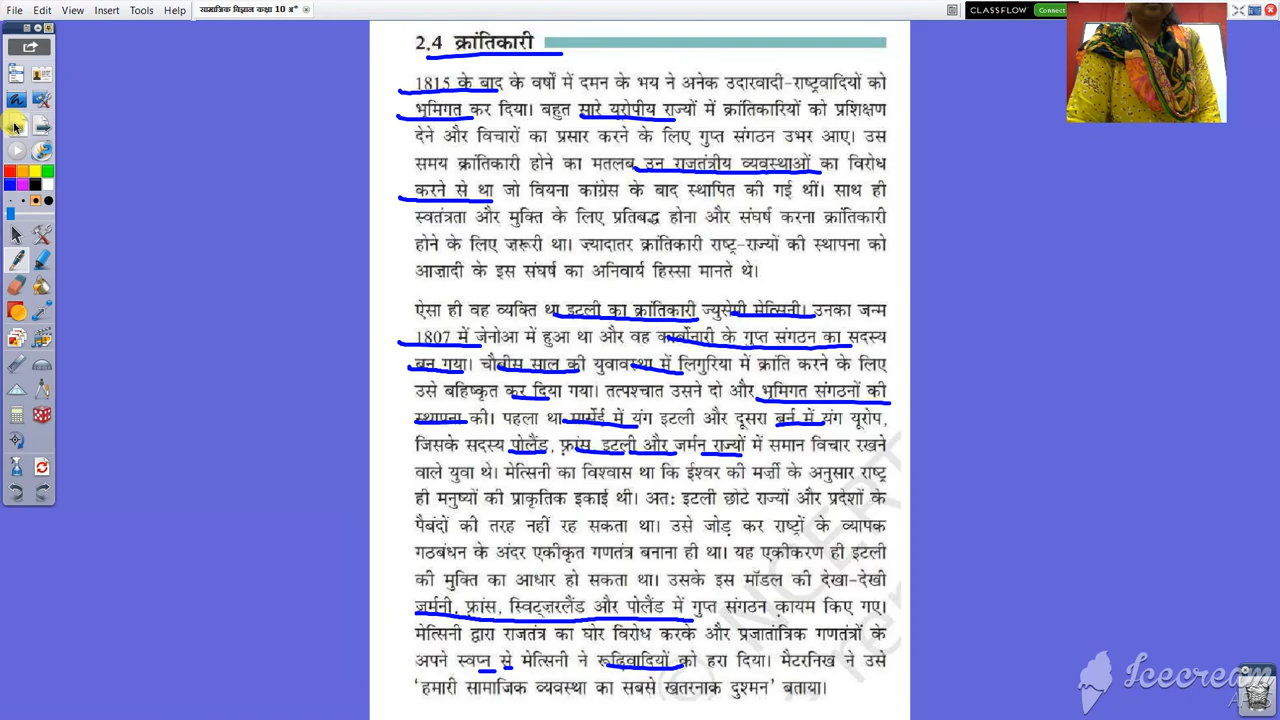 File Edit View Insert Tools Help
सामाजिक विज्ञान कक्षा 10 अ*
CLASSFLOW Connect
2.4 क्रांतिकारी
1815 के बाद के वर्षों में दमन के भय ने अनेक उदारवादी-राष्ट्रवादियों को
भूमिगत कर दिया। बहुत सारे यूरोपीय राज्यों में क्रांतिकारियों को प्रशिक्षण
देने और विचारों का प्रसार करने के लिए गुप्त संगठन उभर आए। उस
समय क्रांतिकारी होने का मतलब उन राजतंत्रीय व्यवस्थाओं का विरोध
करने से था जो वियना कांग्रेस के बाद स्थापित की गई थीं। साथ ही
स्वतंत्रता और मुक्ति के लिए प्रतिबद्ध होना और संघर्ष करना क्रांतिकारी
होने के लिए ज़रूरी था। ज़्यादातर क्रांतिकारी राष्ट्र-राज्यों की स्थापना को
आज़ादी के इस संघर्ष का अनिवार्य हिस्सा मानते थे।
ऐसा ही वह व्यक्ति था इटली का क्रांतिकारी ज्युसेपी मेत्सिनी। उनका जन्म
1807 में जेनोआ में हुआ था और वह कार्बोनारी के गुप्त संगठन का सदस्य
बन गया। चौबीस साल की युवावस्था में लिगुरिया में क्रांति करने के लिए
उसे बहिष्कृत कर दिया गया। तत्पश्चात उसने दो और भूमिगत संगठनों की
स्थापना की। पहला था मार्सेई में यंग इटली और दूसरा बर्न में यंग यूरोप,
जिसके सदस्य पोलैंड, फ़्रांस, इटली और जर्मन राज्यों में समान विचार रखने
वाले युवा थे। मेत्सिनी का विश्वास था कि ईश्वर की मर्ज़ी के अनुसार राष्ट्र
ही मनुष्यों की प्राकृतिक इकाई थी। अतः इटली छोटे राज्यों और प्रदेशों के
पैबंदों की तरह नहीं रह सकता था। उसे जोड़ कर राष्ट्रों के व्यापक
गठबंधन के अंदर एकीकृत गणतंत्र बनाना ही था। यह एकीकरण ही इटली
की मुक्ति का आधार हो सकता था। उसके इस मॉडल की देखा-देखी
जर्मनी, फ़्रांस, स्विट्ज़रलैंड और पोलैंड में गुप्त संगठन क़ायम किए गए।
मेत्सिनी द्वारा राजतंत्र का घोर विरोध करके और प्रजातांत्रिक गणतंत्रों के
अपने स्वप्न से मेत्सिनी ने रूढ़िवादियों को हरा दिया। मैटरनिख ने उसे
'हमारी सामाजिक व्यवस्था का सबसे ख़तरनाक दुश्मन' बताया।
Icecream